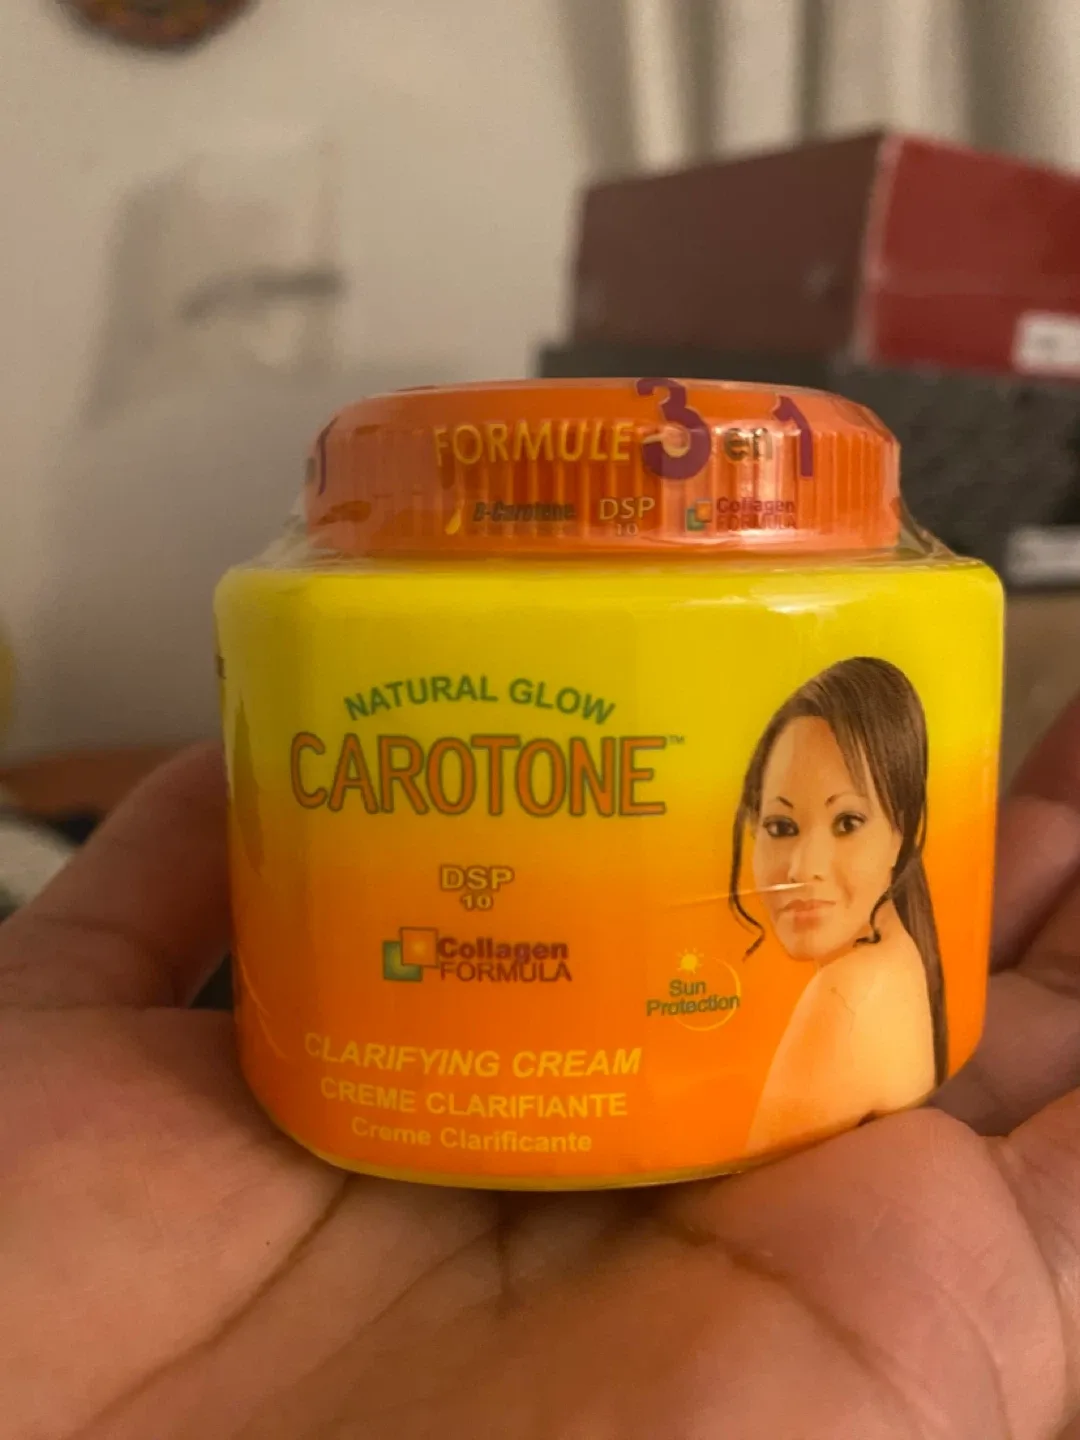 FORMULE 3 en 1
B-Carotene DSP 10 Collagen FORMULA
NATURAL GLOW
CAROTONE™
DSP
10
Collagen
FORMULA
Sun
Protection
CLARIFYING CREAM
CREME CLARIFIANTE
Creme Clarificante